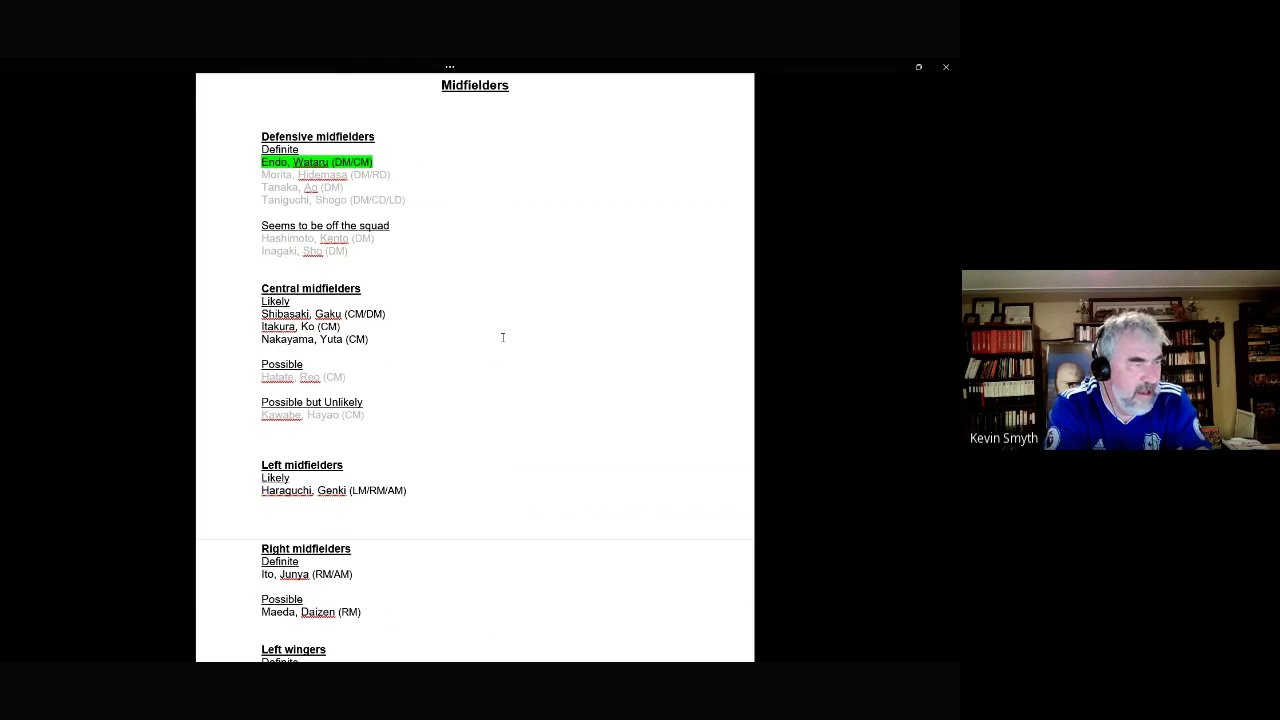 Midfielders
Defensive midfielders
Definite
Endo, Wataru (DM/CM)
Morita, Hidemasa (DM/RD)
Tanaka, Ao (DM)
Taniguchi, Shogo (DM/CD/LD)
Seems to be off the squad
Hashimoto, Kento (DM)
Inagaki, Sho (DM)
Central midfielders
Likely
Shibasaki, Gaku (CM/DM)
Itakura, Ko (CM)
Nakayama, Yuta (CM)
Possible
Hatate, Reo (CM)
Possible but Unlikely
Kawabe, Hayao (CM)
Left midfielders
Likely
Haraguchi, Genki (LM/RM/AM)
Right midfielders
Definite
Ito, Junya (RM/AM)
Possible
Maeda, Daizen (RM)
Left wingers
Definite
Kevin Smyth